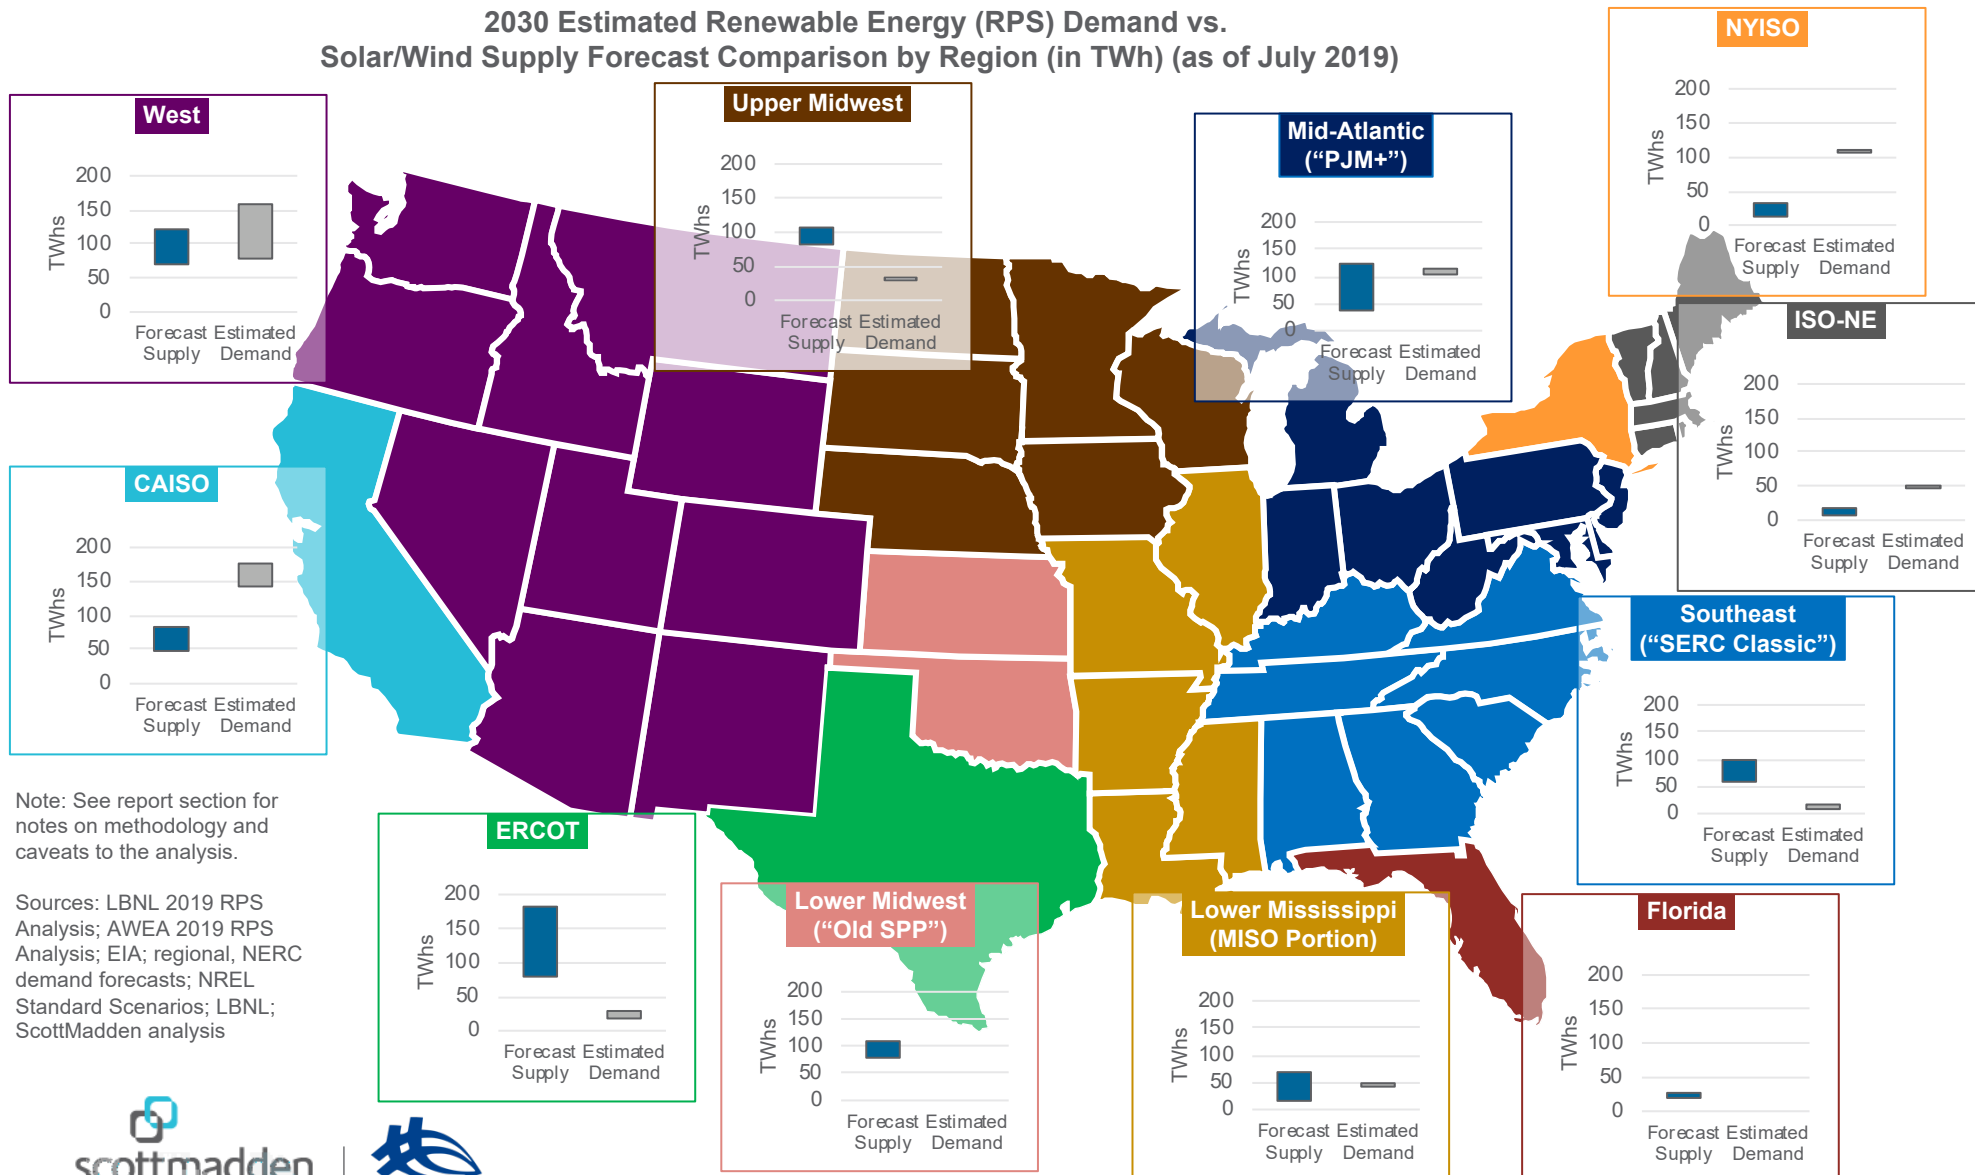 2030 Estimated Renewable Energy (RPS) Demand vs.
Solar/Wind Supply Forecast Comparison by Region (in TWh) (as of July 2019)
West
TWhs
200
150
100
50
0
Forecast Estimated
Supply Demand
Upper Midwest
TWhs
200
150
100
50
0
Forecast Estimated
Supply Demand
Mid-Atlantic
(“PJM+”)
TWhs
200
150
100
50
0
Forecast Estimated
Supply Demand
NYISO
TWhs
200
150
100
50
0
Forecast Estimated
Supply Demand
ISO-NE
TWhs
200
150
100
50
0
Forecast Estimated
Supply Demand
CAISO
TWhs
200
150
100
50
0
Forecast Estimated
Supply Demand
Southeast
(“SERC Classic”)
TWhs
200
150
100
50
0
Forecast Estimated
Supply Demand
ERCOT
TWhs
200
150
100
50
0
Forecast Estimated
Supply Demand
Lower Midwest
(“Old SPP”)
TWhs
200
150
100
50
0
Forecast Estimated
Supply Demand
Lower Mississippi
(MISO Portion)
TWhs
200
150
100
50
0
Forecast Estimated
Supply Demand
Florida
TWhs
200
150
100
50
0
Forecast Estimated
Supply Demand
Note: See report section for
notes on methodology and
caveats to the analysis.
Sources: LBNL 2019 RPS
Analysis; AWEA 2019 RPS
Analysis; EIA; regional, NERC
demand forecasts; NREL
Standard Scenarios; LBNL;
ScottMadden analysis
scottmadden